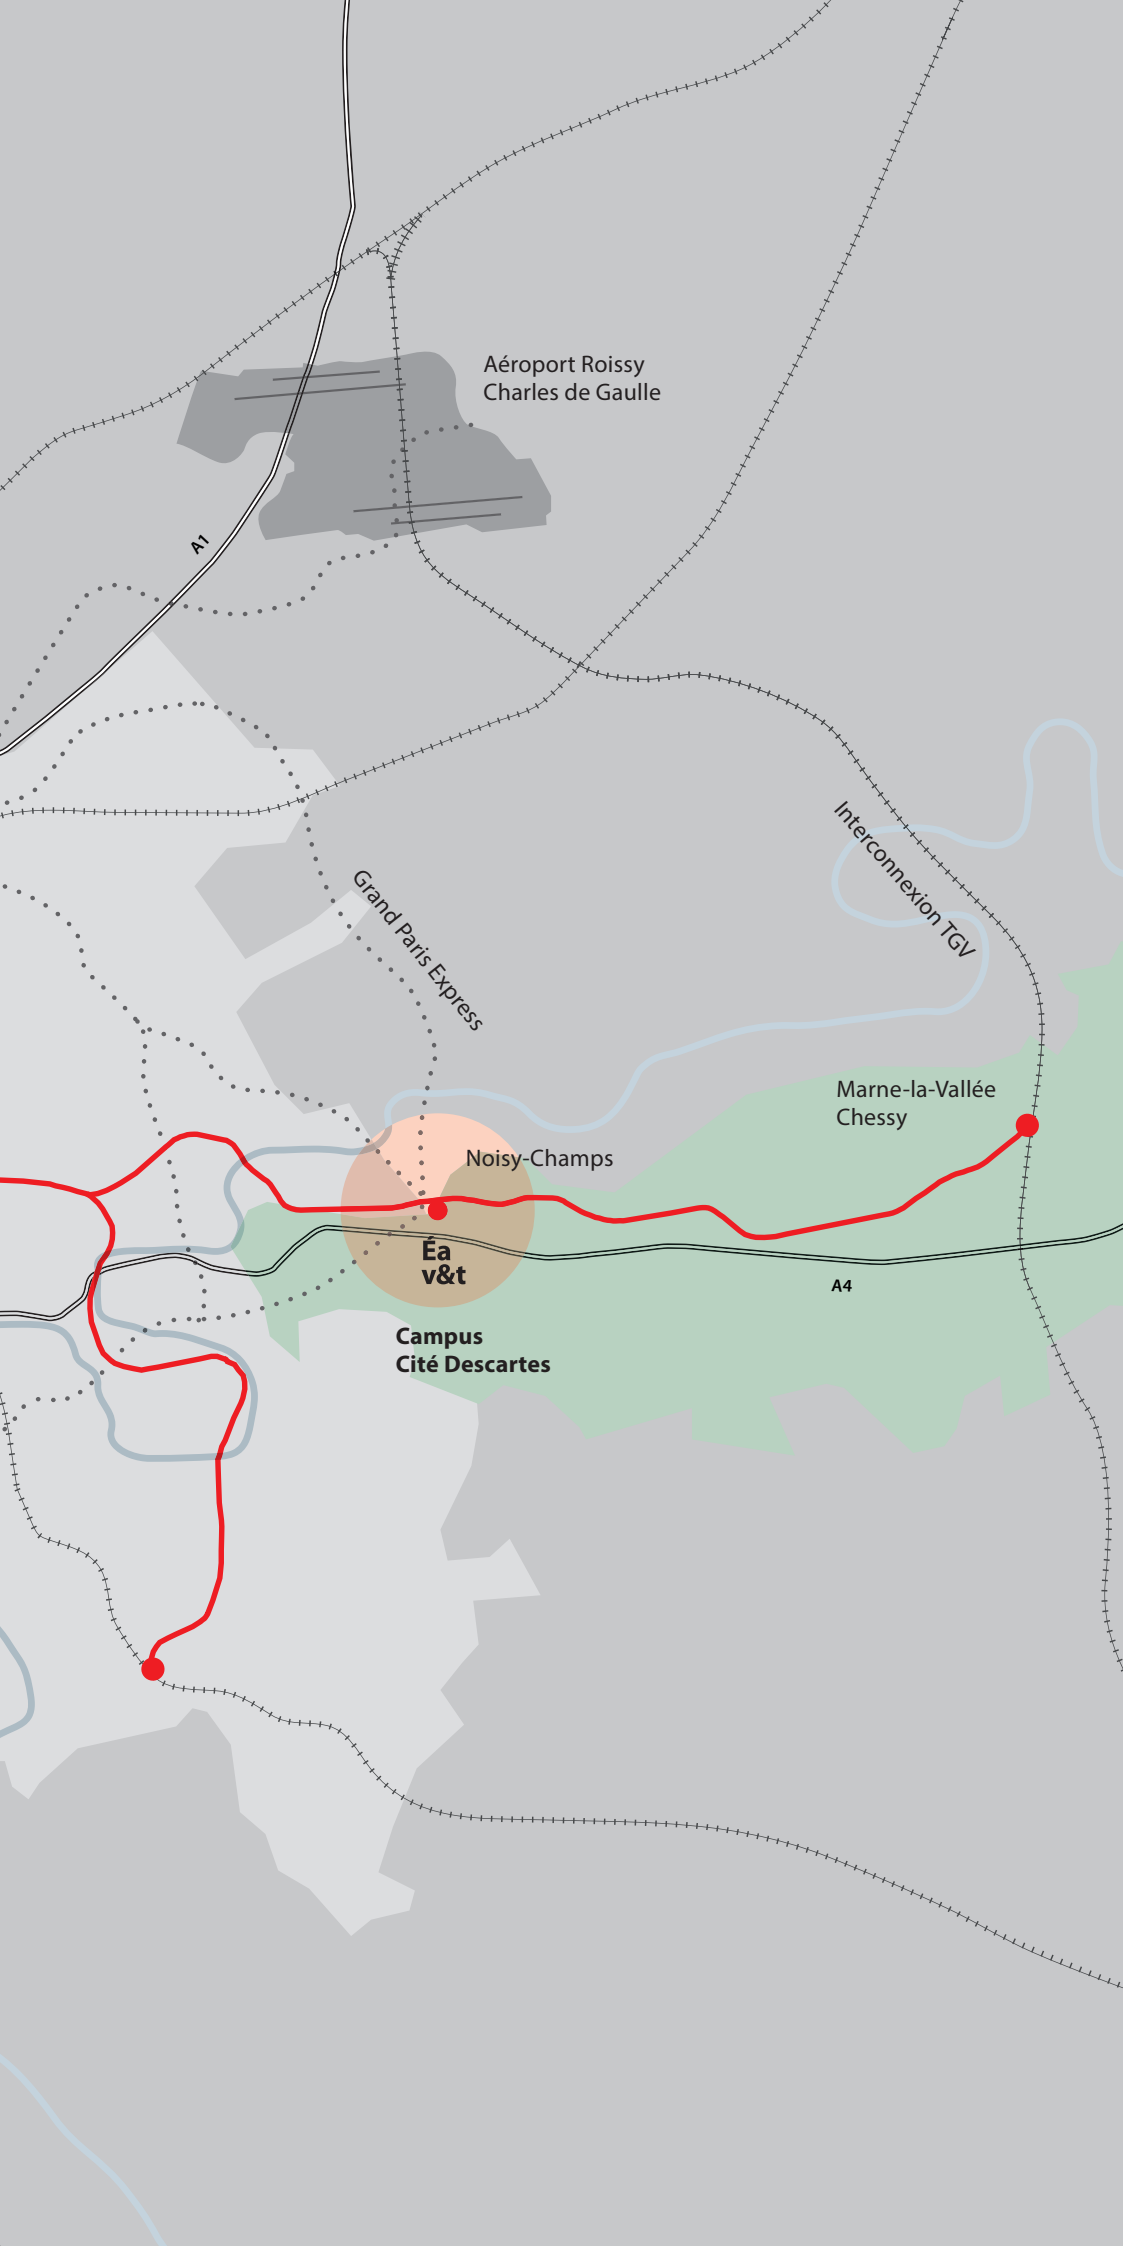 Aéroport Roissy
Charles de Gaulle
A1
Interconnexion TGV
Grand Paris Express
Marne-la-Vallée
Chessy
Noisy-Champs
Éa
v&t
A4
Campus
Cité Descartes